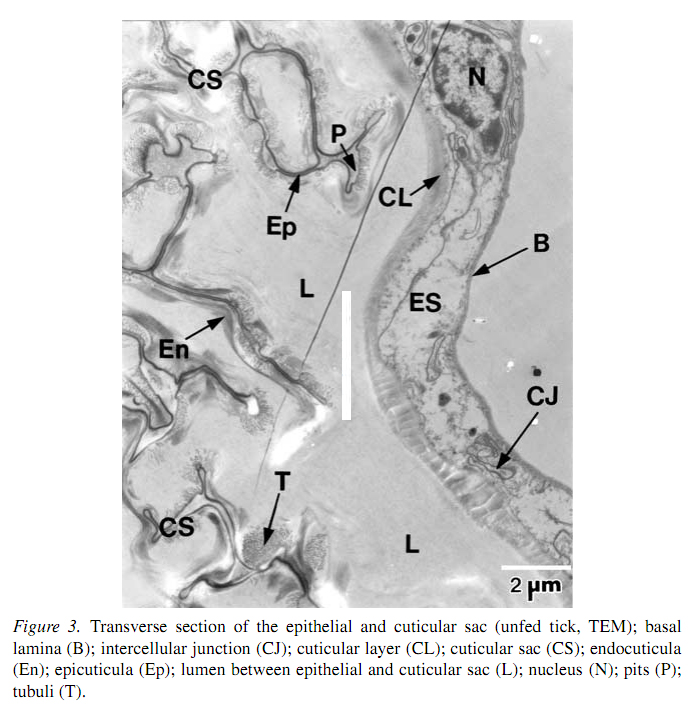 N
CS
P
CL
Ep
B
L
ES
En
CJ
T
CS
L
2 µm
Figure 3. Transverse section of the epithelial and cuticular sac (unfed tick, TEM); basal
lamina (B); intercellular junction (CJ); cuticular layer (CL); cuticular sac (CS); endocuticula
(En); epicuticula (Ep); lumen between epithelial and cuticular sac (L); nucleus (N); pits (P);
tubuli (T).